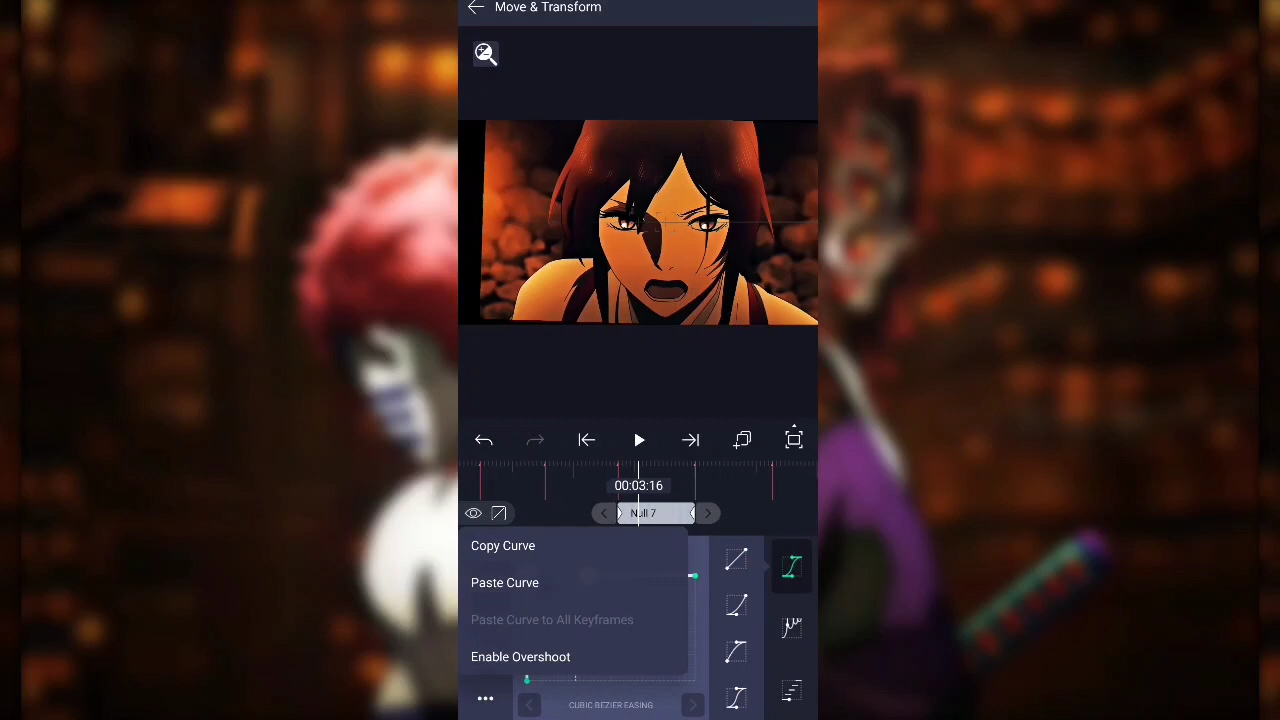 Move & Transform
00:03:16
Null 7
Copy Curve
Paste Curve
Paste Curve to All Keyframes
Enable Overshoot
CUBIC BEZIER EASING